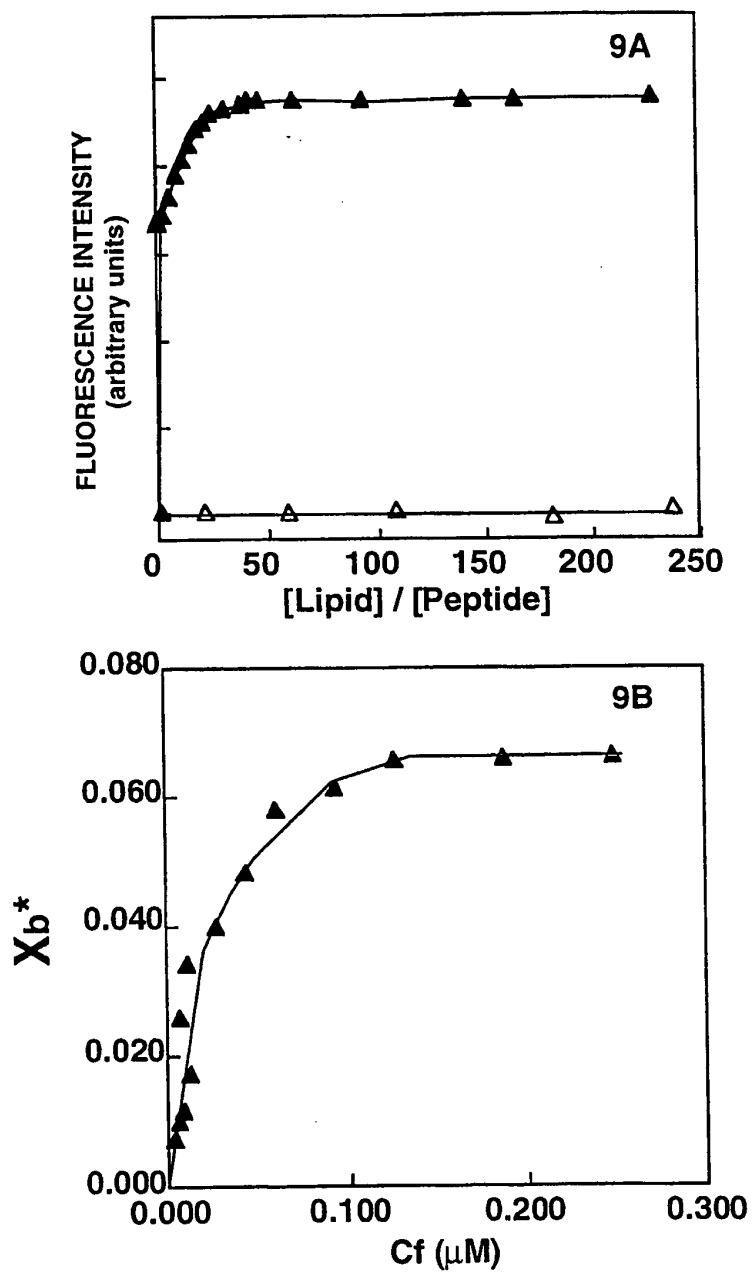 9A
FLUORESCENCE INTENSITY
(arbitrary units)
0 50 100 150 200 250
[Lipid] / [Peptide]
9B
0.080
0.060
0.040
0.020
0.000
Xb*
0.000 0.100 0.200 0.300
Cf (μM)